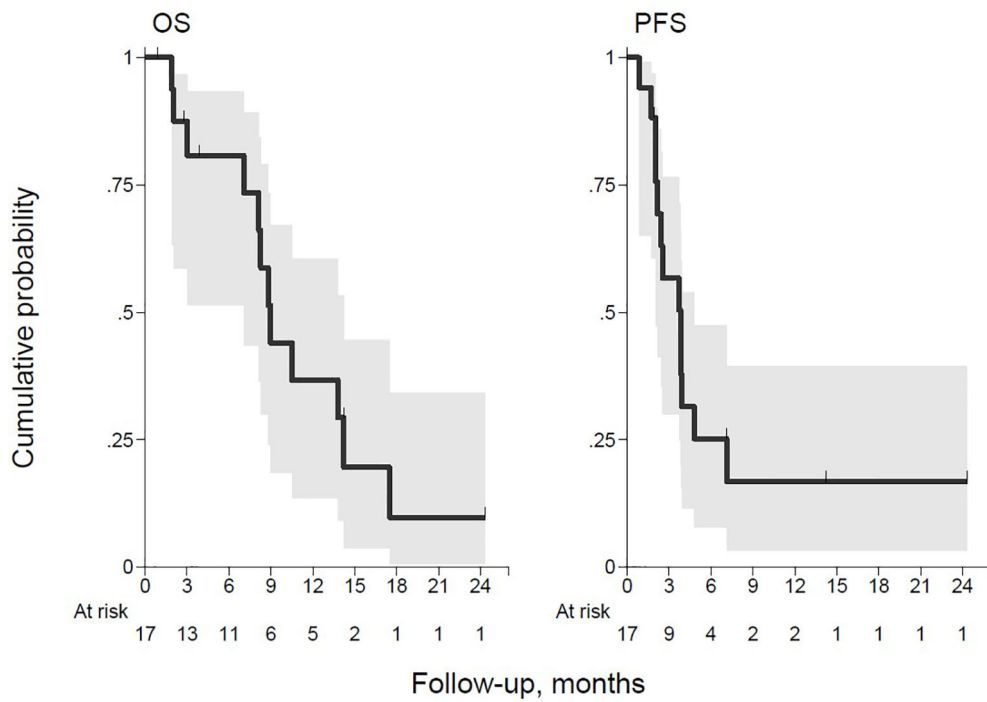 OS PFS
Cumulative probability
1
.75
.5
.25
0
0 3 6 9 12 15 18 21 24
At risk
17 13 11 6 5 2 1 1 1
1
.75
.5
.25
0
0 3 6 9 12 15 18 21 24
At risk
17 9 4 2 2 1 1 1 1
Follow-up, months